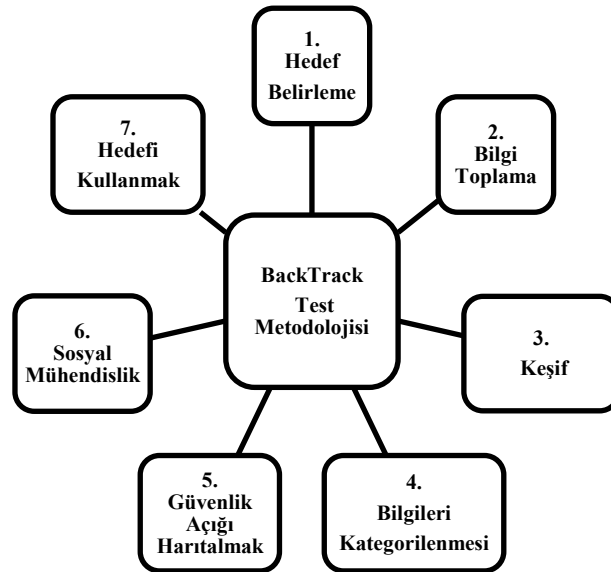 1.
Hedef
Belirleme
2.
Bilgi
Toplama
3.
Keşif
4.
Bilgileri
Kategorilenmesi
5.
Güvenlik
Açığı
Harıtalmak
6.
Sosyal
Mühendislik
7.
Hedefi
Kullanmak
BackTrack
Test
Metodolojisi